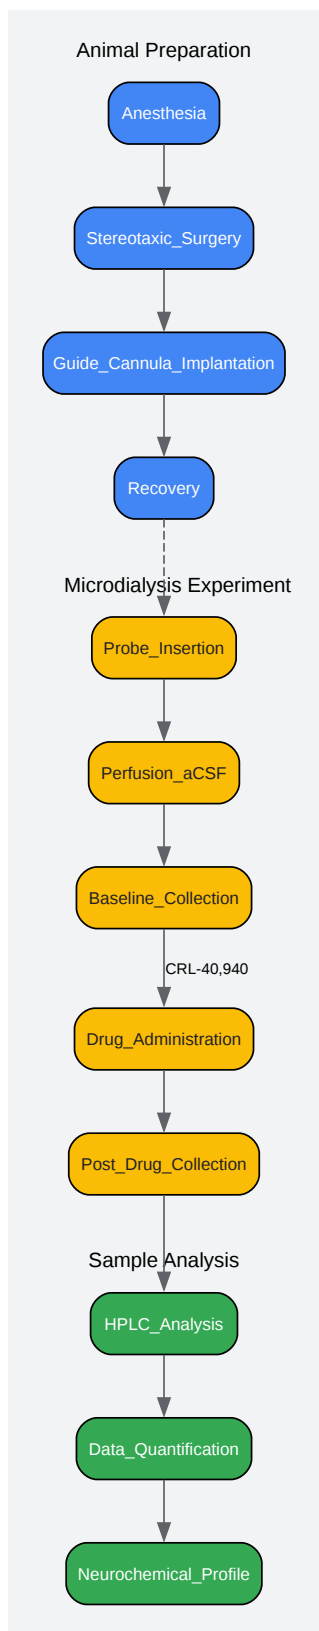 Animal Preparation
Anesthesia
Stereotaxic_Surgery
Guide_Cannula_Implantation
Recovery
Microdialysis Experiment
Probe_Insertion
Perfusion_aCSF
Baseline_Collection
CRL-40,940
Drug_Administration
Post_Drug_Collection
Sample Analysis
HPLC_Analysis
Data_Quantification
Neurochemical_Profile